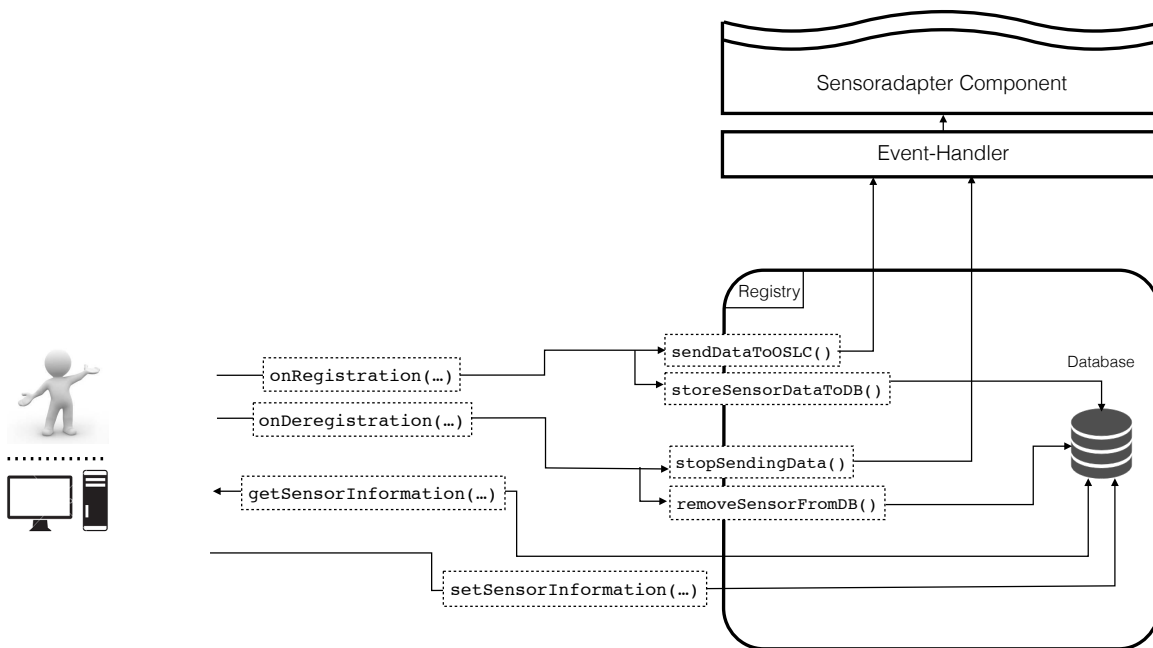 Sensoradapter Component
Event-Handler
Registry
sendDataToOSLC()
Database
onRegistration(…)
storeSensorDataToDB()
onDeregistration(…)
stopSendingData()
getSensorInformation(…)
removeSensorFromDB()
setSensorInformation(…)